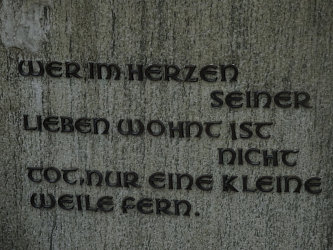 WER IM HERZEN
SEINER
LIEBEN WOHNT IST
NICHT
TOT, NUR EINE KLEINE
WEILE FERN.